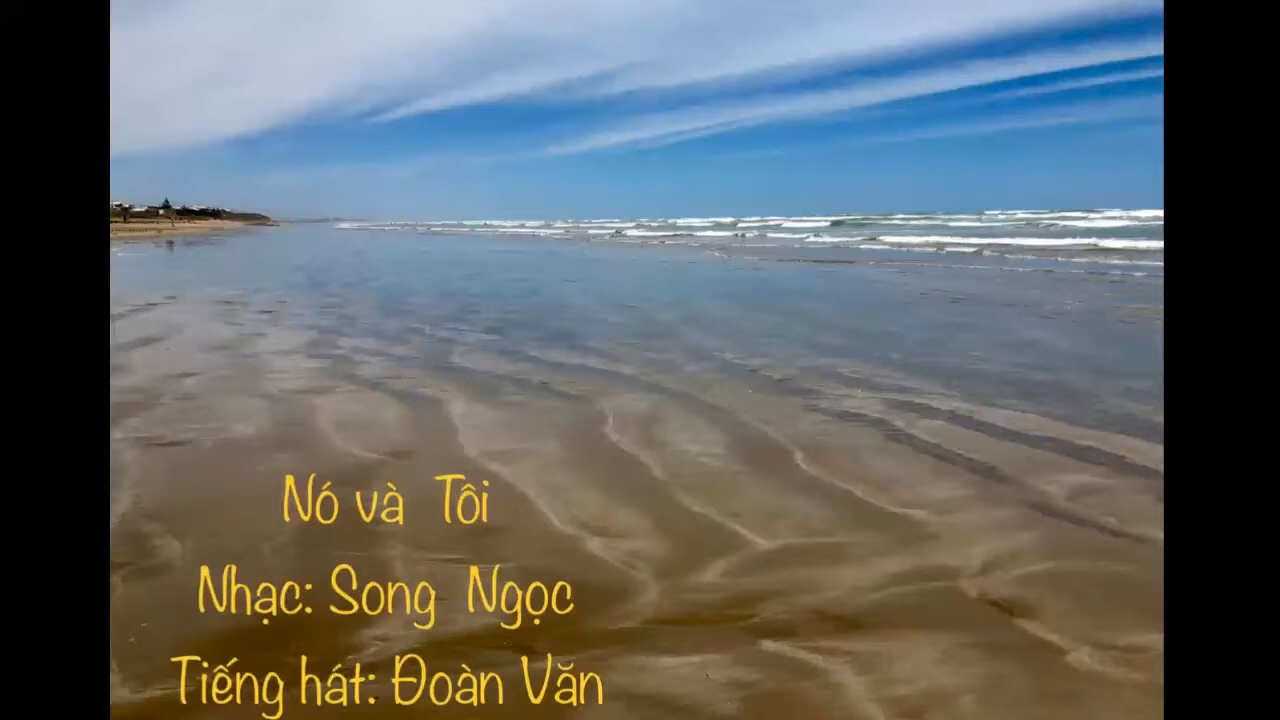 Nó và Tôi
Nhạc: Song Ngọc
Tiếng hát: Đoàn Văn